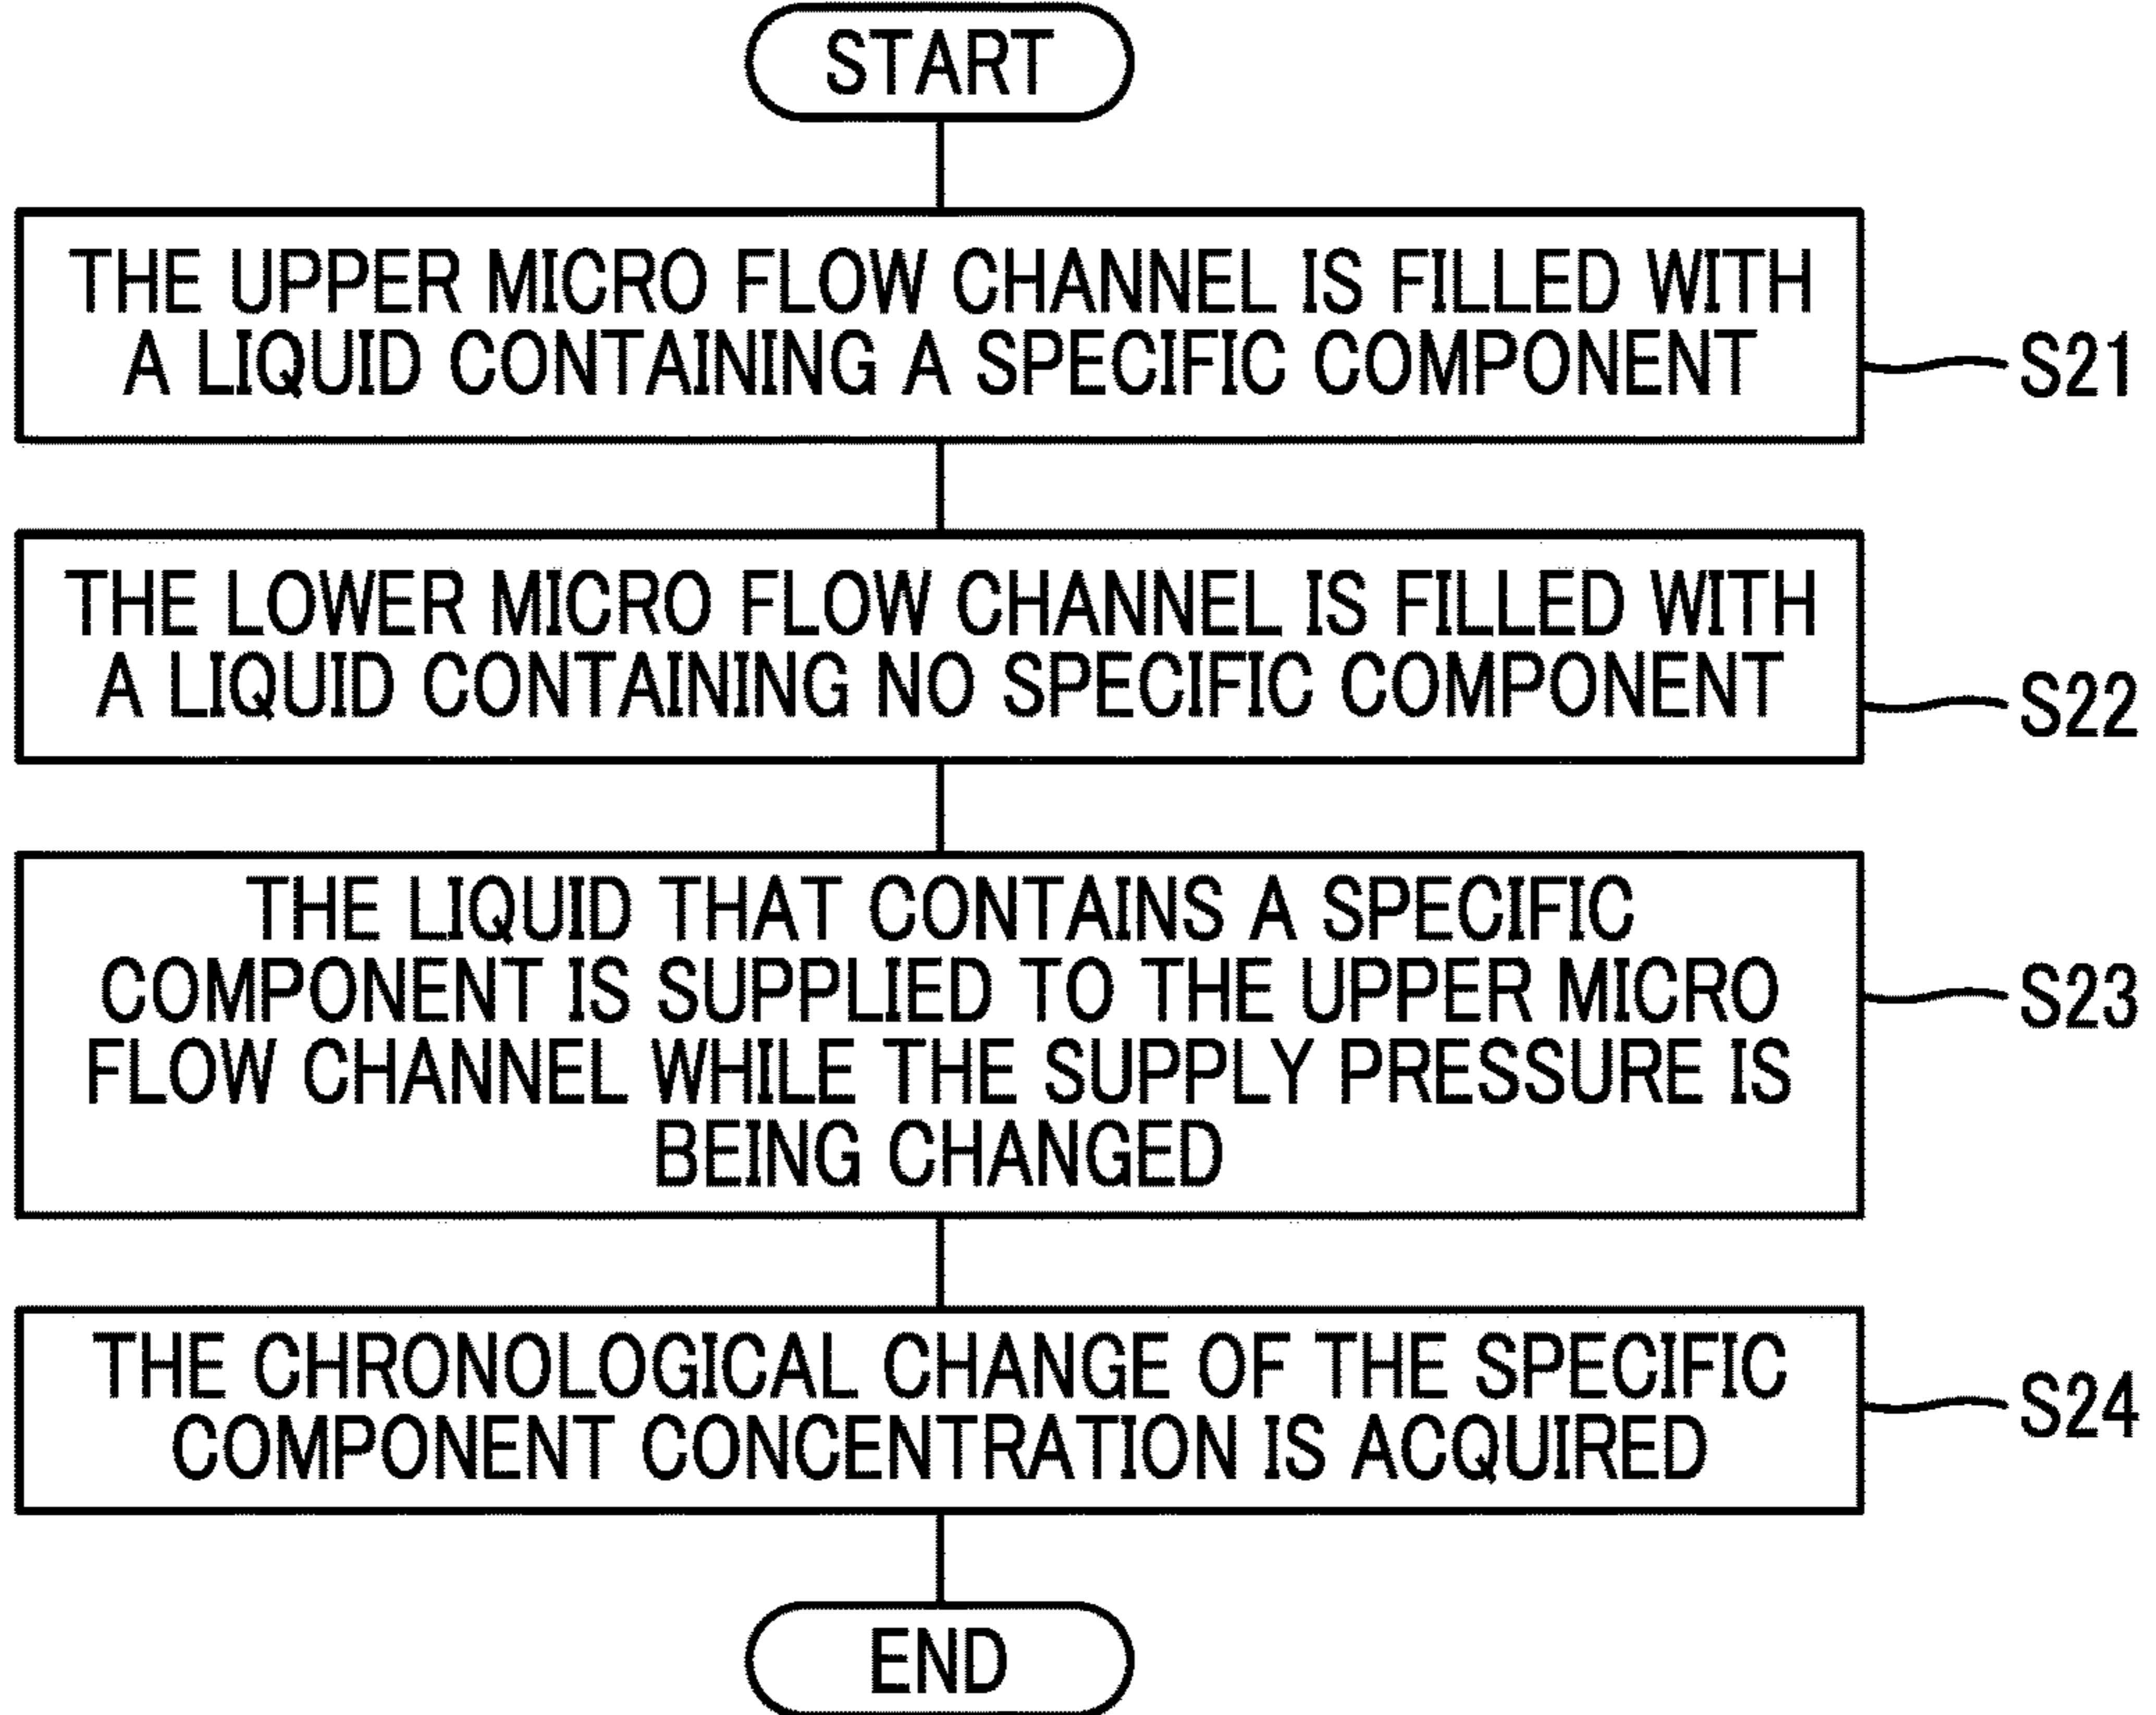 START
THE UPPER MICRO FLOW CHANNEL IS FILLED WITH
A LIQUID CONTAINING A SPECIFIC COMPONENT
S21
THE LOWER MICRO FLOW CHANNEL IS FILLED WITH
A LIQUID CONTAINING NO SPECIFIC COMPONENT
S22
THE LIQUID THAT CONTAINS A SPECIFIC
COMPONENT IS SUPPLIED TO THE UPPER MICRO
FLOW CHANNEL WHILE THE SUPPLY PRESSURE IS
BEING CHANGED
S23
THE CHRONOLOGICAL CHANGE OF THE SPECIFIC
COMPONENT CONCENTRATION IS ACQUIRED
S24
END